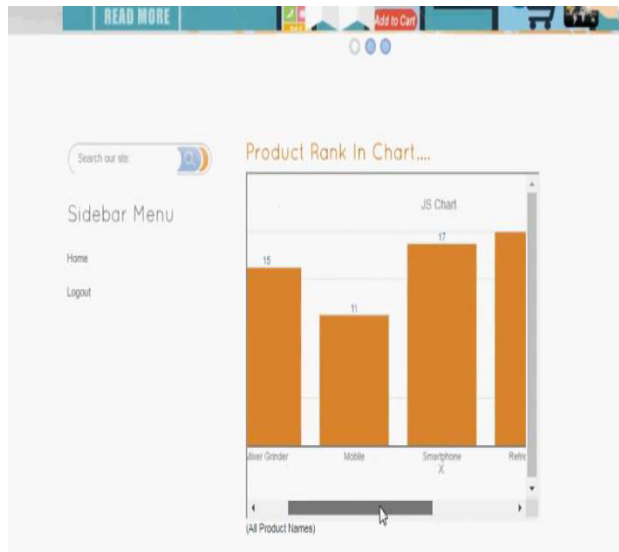 READ MORE
Add to Cart
Search our site:
Product Rank In Chart....
Sidebar Menu
Home
Logout
JS Chart
15
11
17
Mixer Grinder
Mobile
Smartphone
Refri
X
(All Product Names)